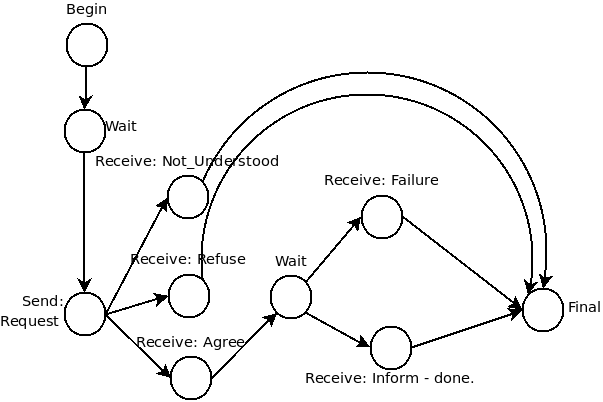 Begin
Wait
Receive: Not_Understood
Receive: Failure
Receive: Refuse
Wait
Send:
Request
Final
Receive: Agree
Receive: Inform - done.